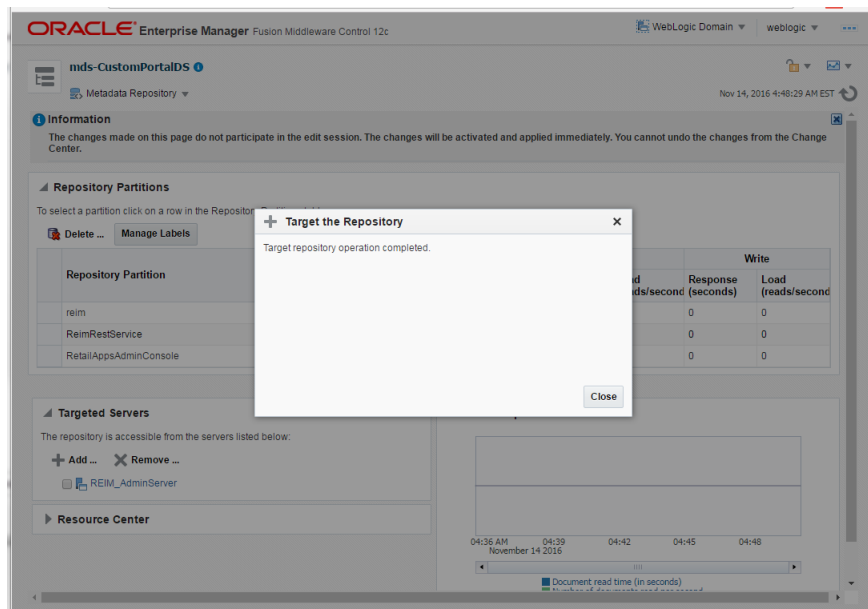 ORACLE® Enterprise Manager Fusion Middleware Control 12c
WebLogic Domain
weblogic
mds-CustomPortalDS
Metadata Repository
Nov 14, 2016 4:48:29 AM EST
Information
The changes made on this page do not participate in the edit session. The changes will be activated and applied immediately. You cannot undo the changes from the Change
Center.
Repository Partitions
To select a partition click on a row in the Repository
Delete ...
Manage Labels
Target the Repository
Target repository operation completed.
Close
Repository Partition
Write
Response
(seconds)
Load
(reads/second
reim
0
0
ReimRestService
0
0
RetailAppsAdminConsole
0
0
Targeted Servers
The repository is accessible from the servers listed below:
Add ...
Remove ...
REIM_AdminServer
Resource Center
04:36 AM
04:39
04:42
04:45
04:48
November 14 2016
Document read time (in seconds)